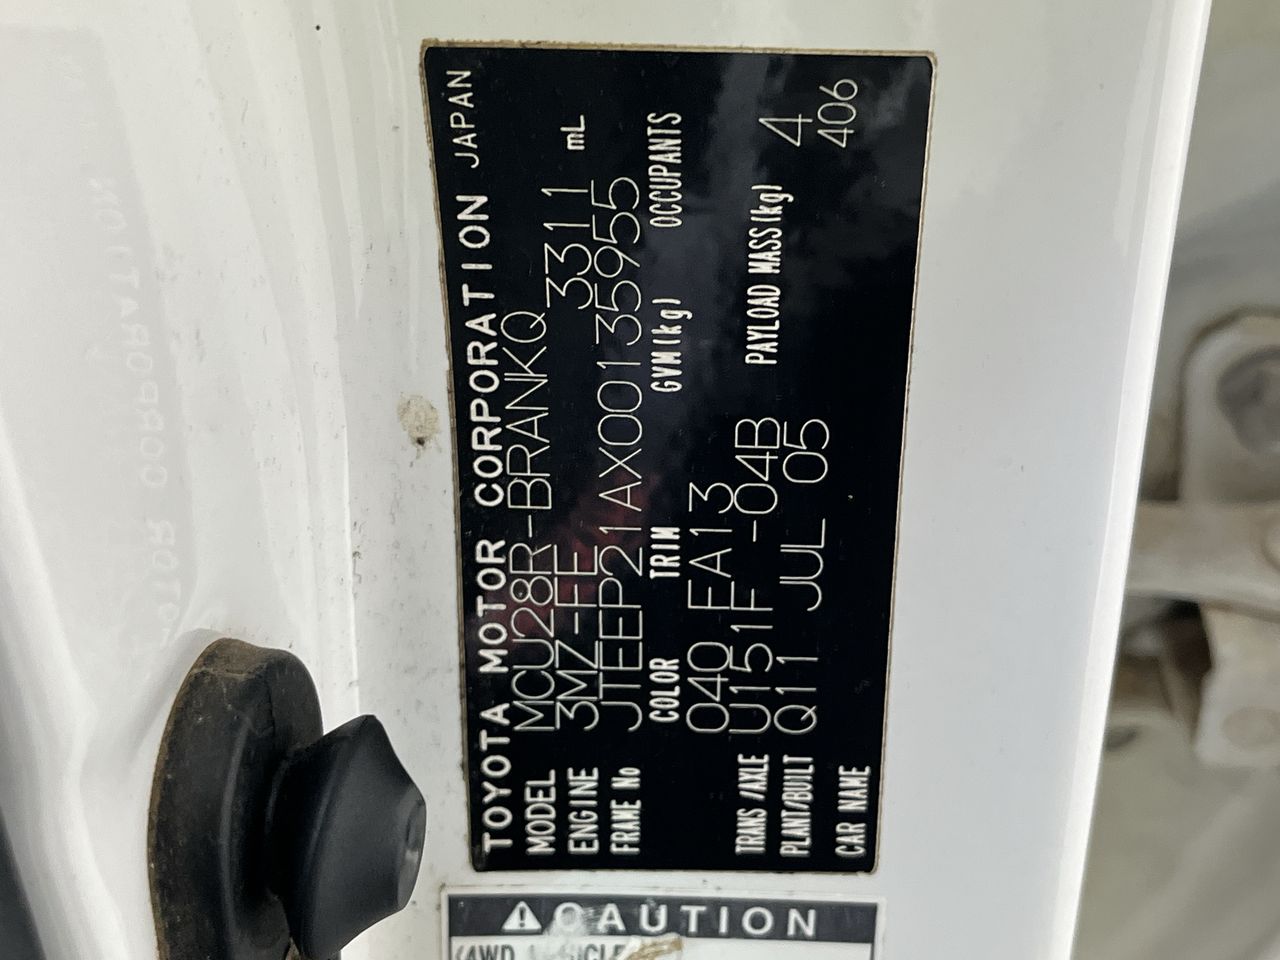 TOYOTA MOTOR CORPORATION JAPAN
MODEL MCU28R-BRANKQ
ENGINE 3MZ-FE 3311 mL
FRAME No JTEEP21AX00135955
COLOR TRIM GVM(kg) OCCUPANTS
040 FA13
TRANS/AXLE U151F -04B PAYLOAD MASS(kg) 4
PLANT/BUILT Q11 JUL 05 406
CAR NAME
CAUTION
4WD